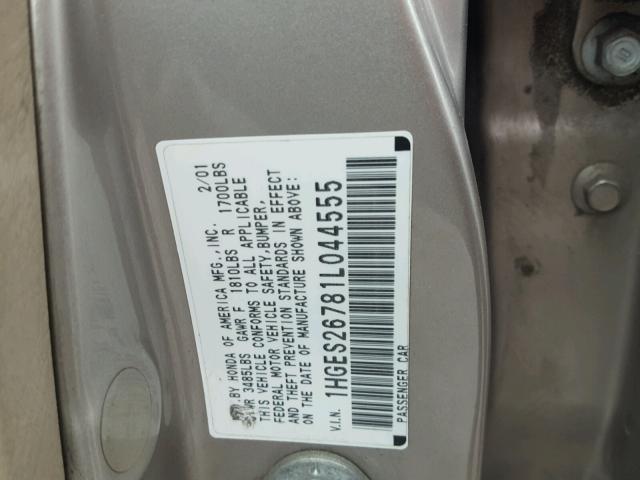 . BY HONDA OF AMERICA MFG.,INC. 2/01
R 3485LBS GAWR F 1810LBS R 1700LBS
THIS VEHICLE CONFORMS TO ALL APPLICABLE
FEDERAL MOTOR VEHICLE SAFETY,BUMPER,
AND THEFT PREVENTION STANDARDS IN EFFECT
ON THE DATE OF MANUFACTURE SHOWN ABOVE:
V.I.N. 1HGES26781L044555
PASSENGER CAR